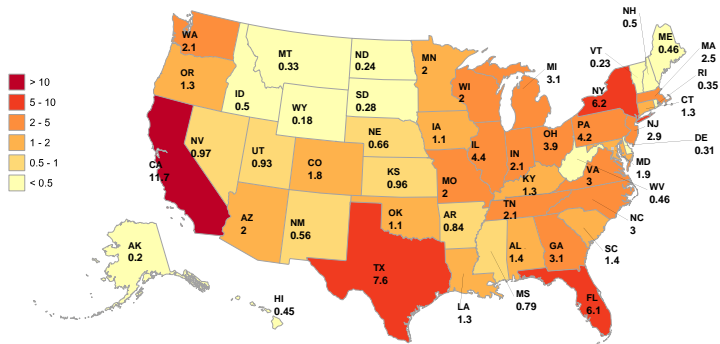 > 10
5 - 10
2 - 5
1 - 2
0.5 - 1
< 0.5
WA
2.1
OR
1.3
CA
11.7
NV
0.97
ID
0.5
MT
0.33
WY
0.18
UT
0.93
AZ
2
CO
1.8
NM
0.56
ND
0.24
SD
0.28
NE
0.66
KS
0.96
OK
1.1
TX
7.6
MN
2
IA
1.1
MO
2
AR
0.84
LA
1.3
WI
2
IL
4.4
MI
3.1
IN
2.1
OH
3.9
KY
1.3
TN
2.1
MS
0.79
AL
1.4
GA
3.1
FL
6.1
SC
1.4
NC
3
VA
3
WV
0.46
MD
1.9
DE
0.31
PA
4.2
NJ
2.9
NY
6.2
CT
1.3
RI
0.35
MA
2.5
VT
0.23
NH
0.5
ME
0.46
AK
0.2
HI
0.45